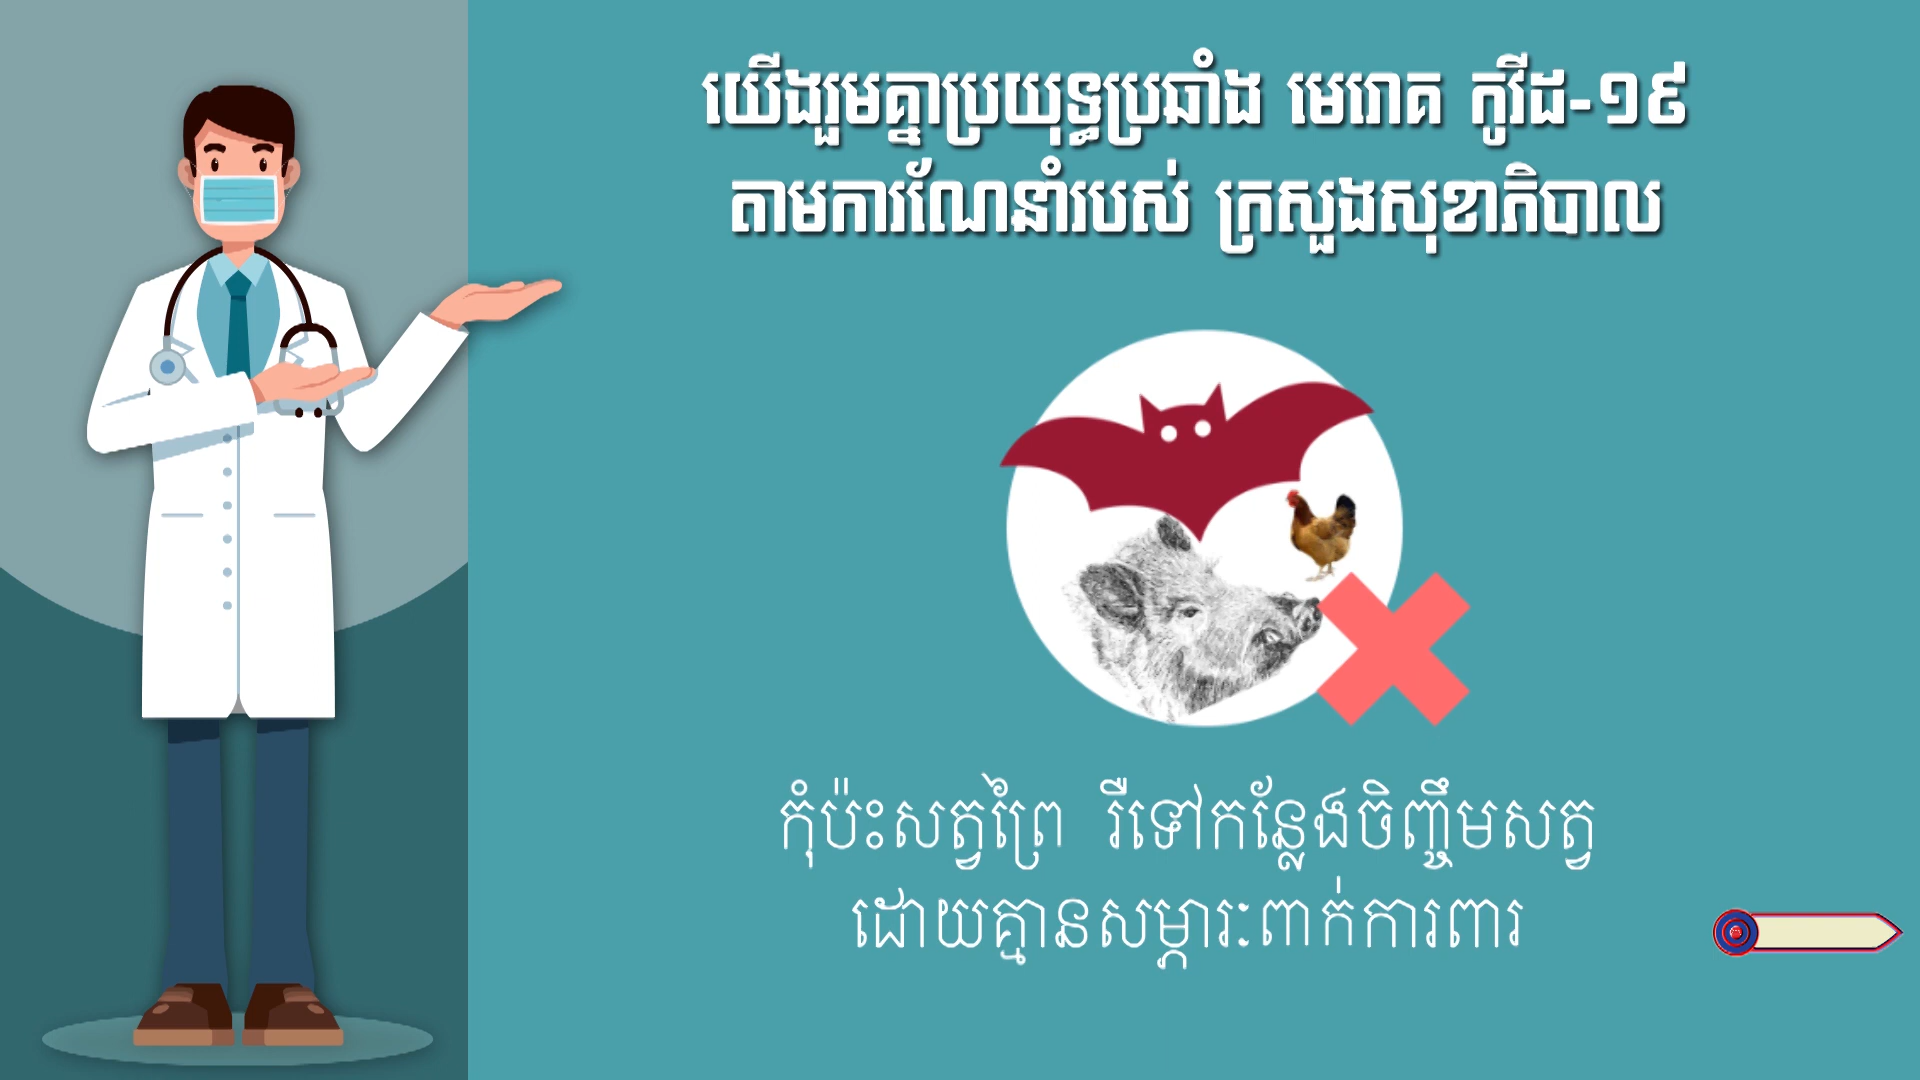 យើងរួមគ្នាប្រយុទ្ធប្រឆាំង មេរោគ កូវីដ-១៩
តាមការណែនាំរបស់ ក្រសួងសុខាភិបាល
កុំប៉ះសត្វព្រៃ រឺទៅកន្លែងចិញ្ចឹមសត្វ
ដោយគ្មានសម្ភារៈពាក់ការពារ